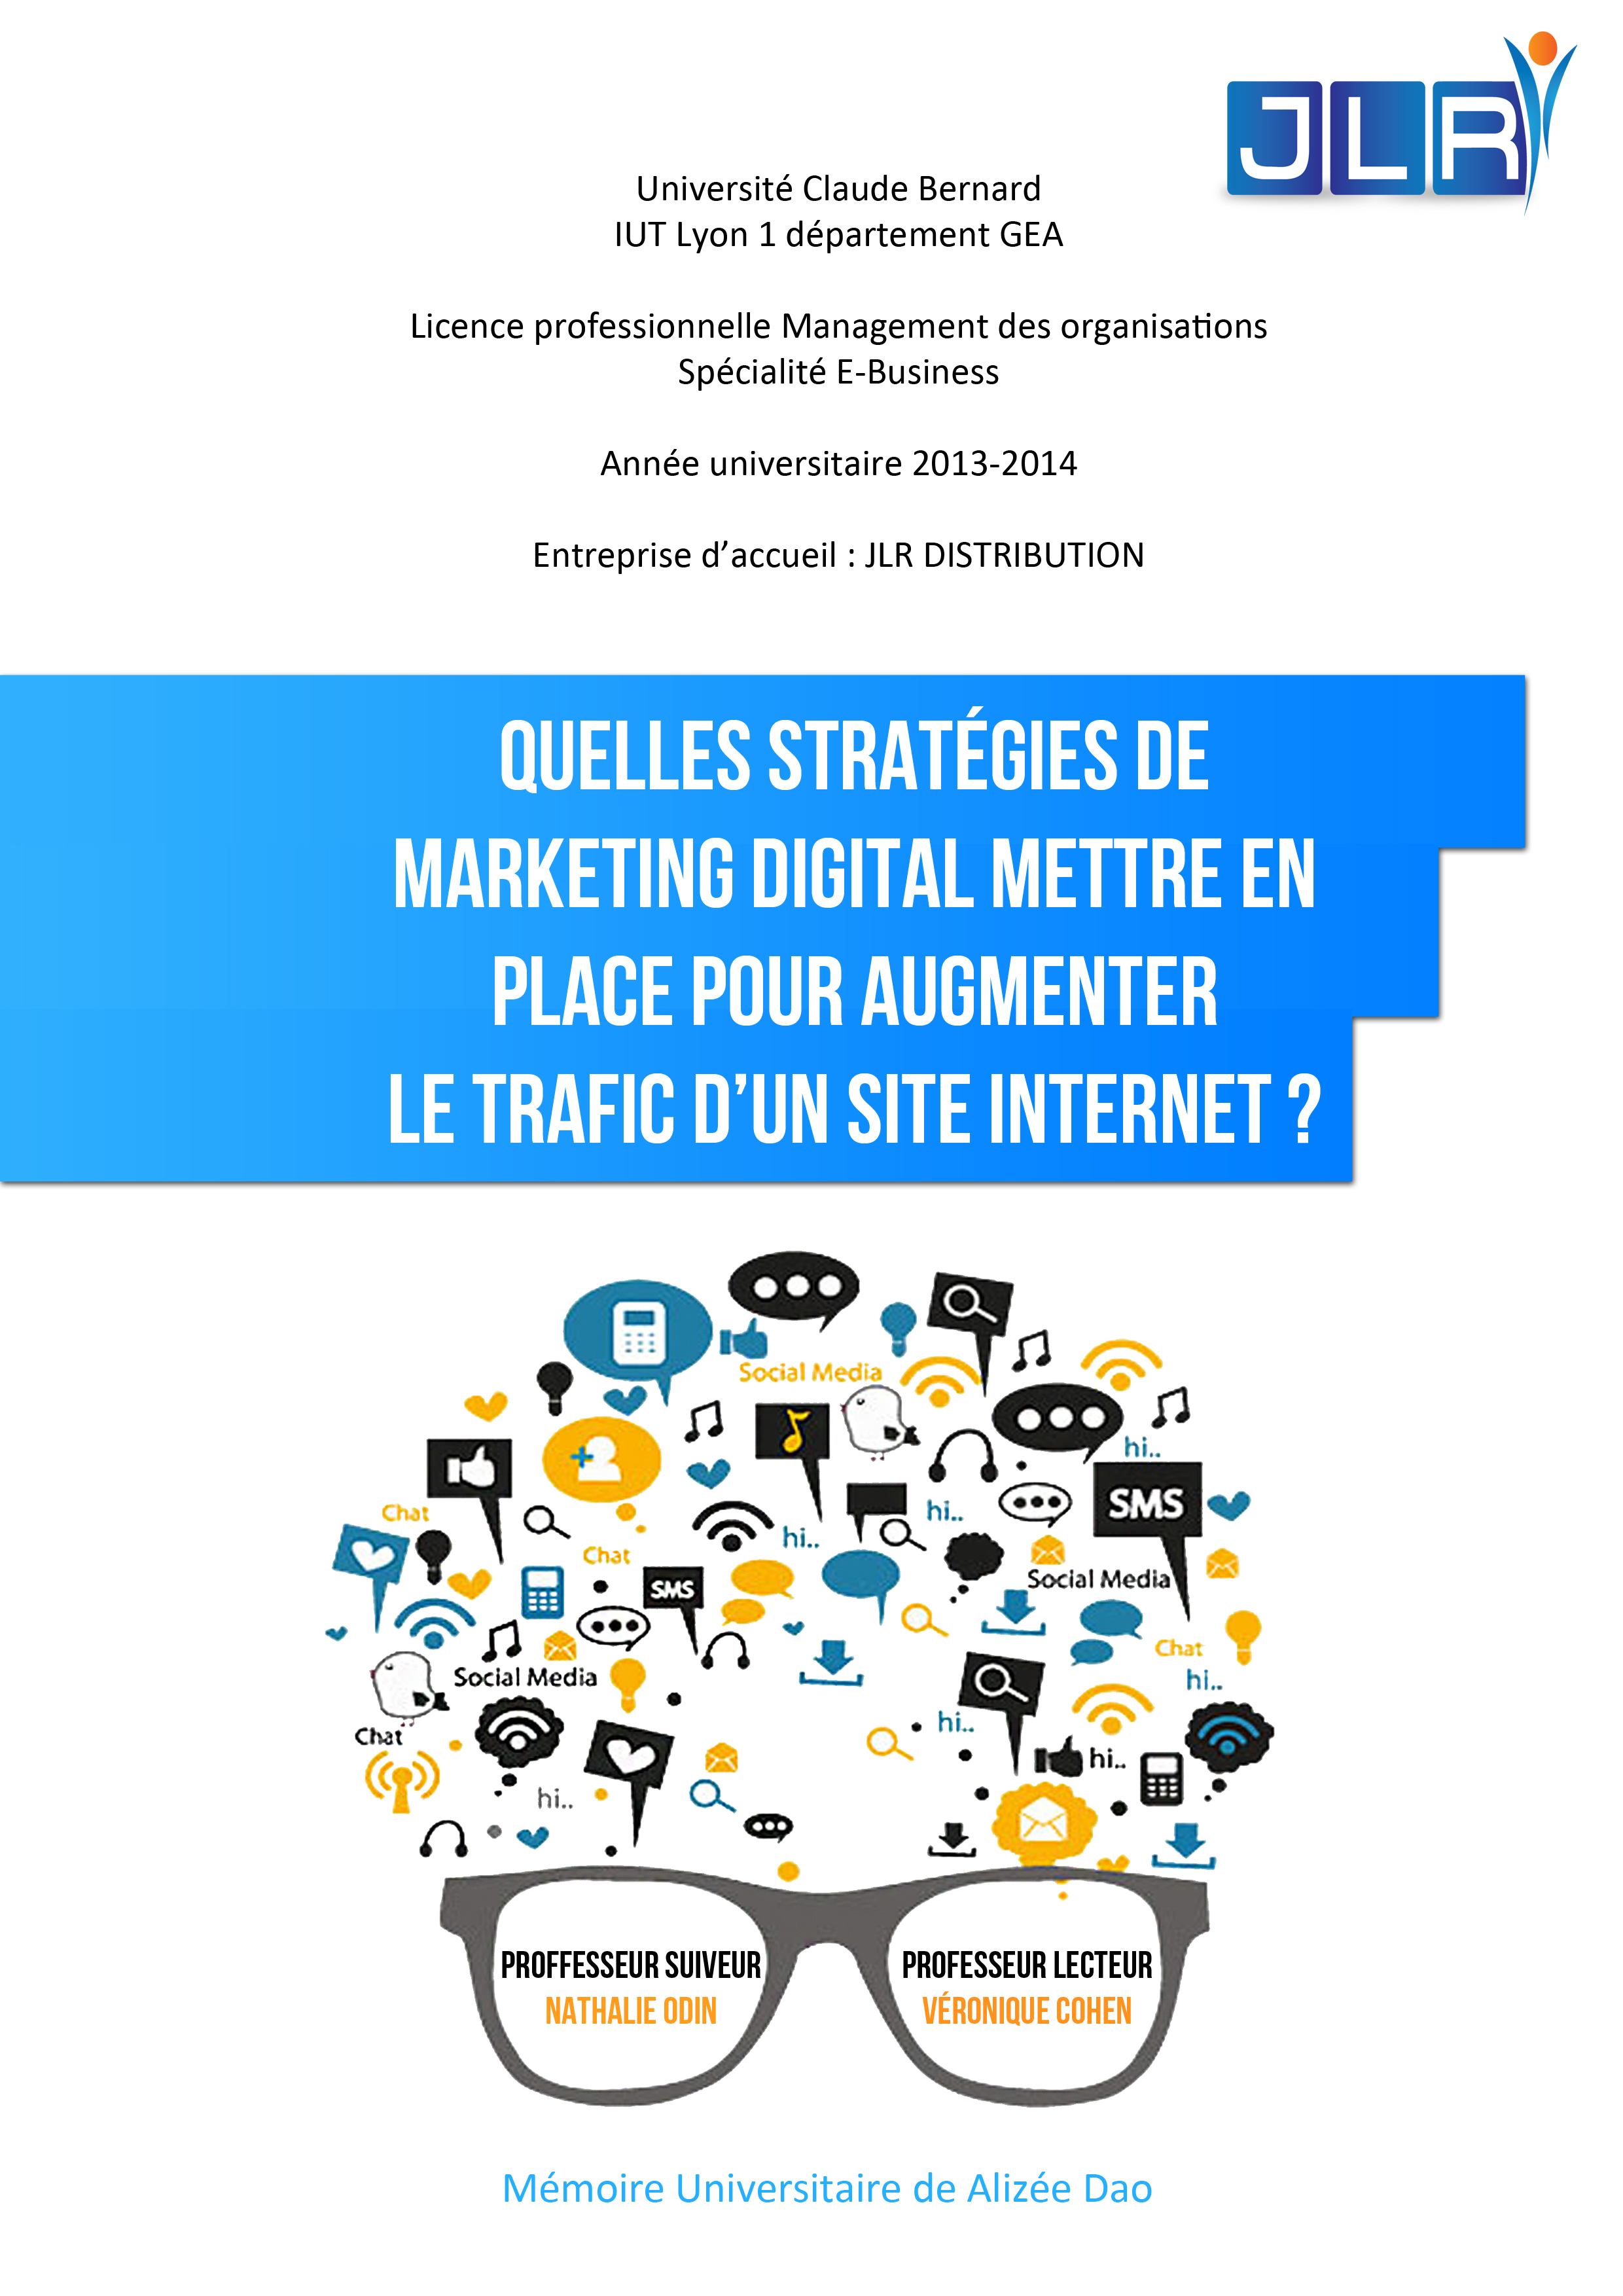 JLR
Université Claude Bernard
IUT Lyon 1 département GEA
Licence professionnelle Management des organisations
Spécialité E-Business
Année universitaire 2013-2014
Entreprise d’accueil : JLR DISTRIBUTION
QUELLES STRATÉGIES DE
MARKETING DIGITAL METTRE EN
PLACE POUR AUGMENTER
LE TRAFIC D’UN SITE INTERNET ?
Social Media
hi..
Chat
hi..
SMS
hi..
Chat
SMS
Social Media
Chat
Social Media
hi..
hi..
Chat
hi..
hi..
PROFFESSEUR SUIVEUR
NATHALIE ODIN
PROFESSEUR LECTEUR
VÉRONIQUE COHEN
Mémoire Universitaire de Alizée Dao